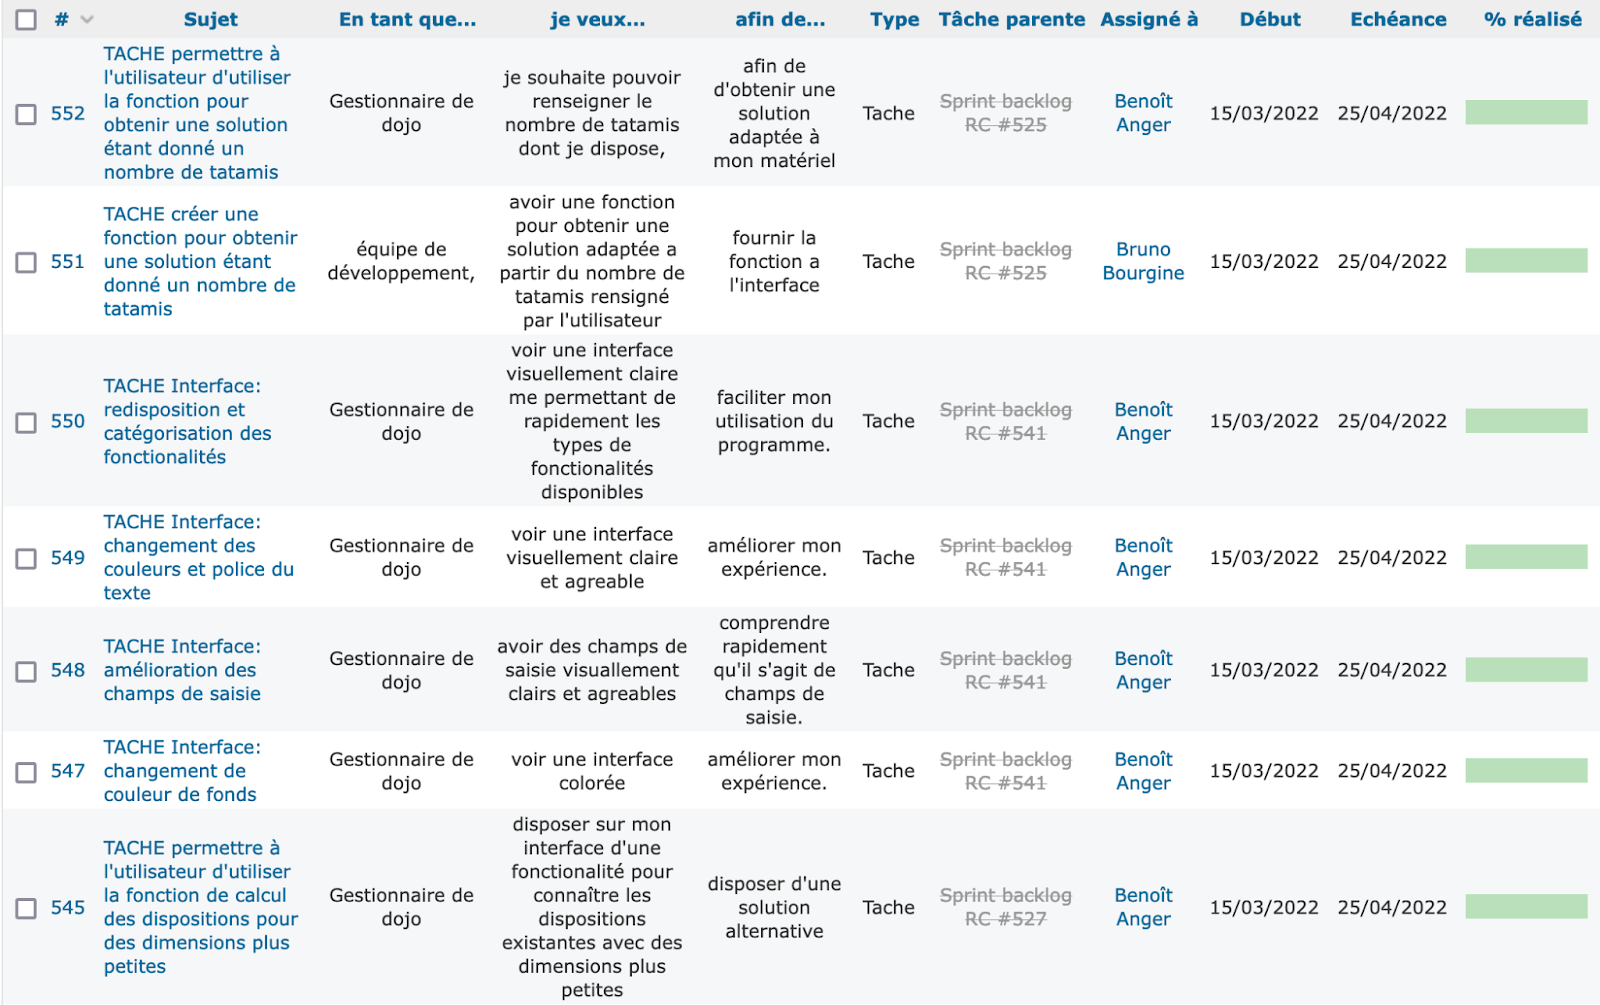 # Sujet En tant que... je veux... afin de... Type Tâche parente Assigné à Début Echéance % réalisé
552
TACHE permettre à
l'utilisateur d'utiliser
la fonction pour
obtenir une solution
étant donné un
nombre de tatamis
Gestionnaire de
dojo
je souhaite pouvoir
renseigner le
nombre de tatamis
dont je dispose,
afin de
d'obtenir une
solution
adaptée à
mon matériel
Tache
Sprint backlog
RC #525
Benoît
Anger
15/03/2022
25/04/2022
551
TACHE créer une
fonction pour obtenir
une solution étant
donné un nombre de
tatamis
équipe de
développement,
avoir une fonction
pour obtenir une
solution adaptée a
partir du nombre de
tatamis rensigné
par l'utilisateur
fournir la
fonction a
l'interface
Tache
Sprint backlog
RC #525
Bruno
Bourgine
15/03/2022
25/04/2022
550
TACHE Interface:
redisposition et
catégorisation des
fonctionalités
Gestionnaire de
dojo
voir une interface
visuellement claire
me permettant de
rapidement les
types de
fonctionalités
disponibles
faciliter mon
utilisation du
programme.
Tache
Sprint backlog
RC #541
Benoît
Anger
15/03/2022
25/04/2022
549
TACHE Interface:
changement des
couleurs et police du
texte
Gestionnaire de
dojo
voir une interface
visuellement claire
et agreable
améliorer mon
expérience.
Tache
Sprint backlog
RC #541
Benoît
Anger
15/03/2022
25/04/2022
548
TACHE Interface:
amélioration des
champs de saisie
Gestionnaire de
dojo
avoir des champs de
saisie visuallement
clairs et agreables
comprendre
rapidement
qu'il s'agit de
champs de
saisie.
Tache
Sprint backlog
RC #541
Benoît
Anger
15/03/2022
25/04/2022
547
TACHE Interface:
changement de
couleur de fonds
Gestionnaire de
dojo
voir une interface
colorée
améliorer mon
expérience.
Tache
Sprint backlog
RC #541
Benoît
Anger
15/03/2022
25/04/2022
545
TACHE permettre à
l'utilisateur d'utiliser
la fonction de calcul
des dispositions pour
des dimensions plus
petites
Gestionnaire de
dojo
disposer sur mon
interface d'une
fonctionalité pour
connaître les
dispositions
existantes avec des
dimensions plus
petites
disposer d'une
solution
alternative
Tache
Sprint backlog
RC #527
Benoît
Anger
15/03/2022
25/04/2022